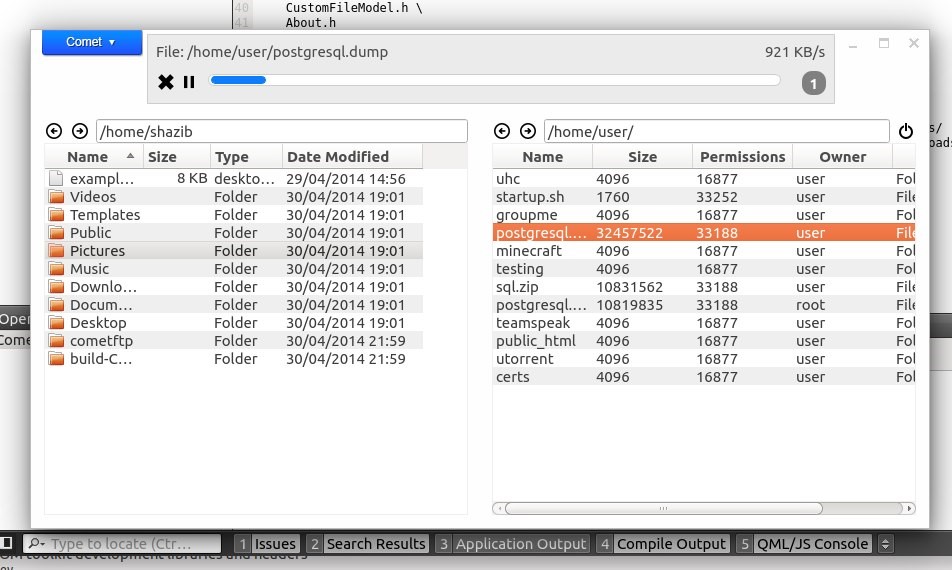 40 CustomFileModel.h \
41 About.h
Comet ▾
File: /home/user/postgresql.dump 921 KB/s
1
/home/shazib
/home/user/
Name Size Type Date Modified
exampl... 8 KB deskto... 29/04/2014 14:56
Videos Folder 30/04/2014 19:01
Templates Folder 30/04/2014 19:01
Public Folder 30/04/2014 19:01
Pictures Folder 30/04/2014 19:01
Music Folder 30/04/2014 19:01
Downlo... Folder 30/04/2014 19:01
Docum... Folder 30/04/2014 19:01
Desktop Folder 30/04/2014 19:01
cometftp Folder 30/04/2014 21:59
build-C... Folder 30/04/2014 21:59
Name Size Permissions Owner
uhc 4096 16877 user Fol
startup.sh 1760 33252 user File
groupme 4096 16877 user Fol
postgresql.... 32457522 33188 user File
minecraft 4096 16877 user Fol
testing 4096 16877 user Fol
sql.zip 10831562 33188 user File
postgresql.... 10819835 33188 root File
teamspeak 4096 16877 user Fol
public_html 4096 16877 user Fol
utorrent 4096 16877 user Fol
certs 4096 16877 user Fol
s/
oads
Open
Come
Type to locate (Ctr... 1 Issues 2 Search Results 3 Application Output 4 Compile Output 5 QML/JS Console
OM toolkit development libraries and headers